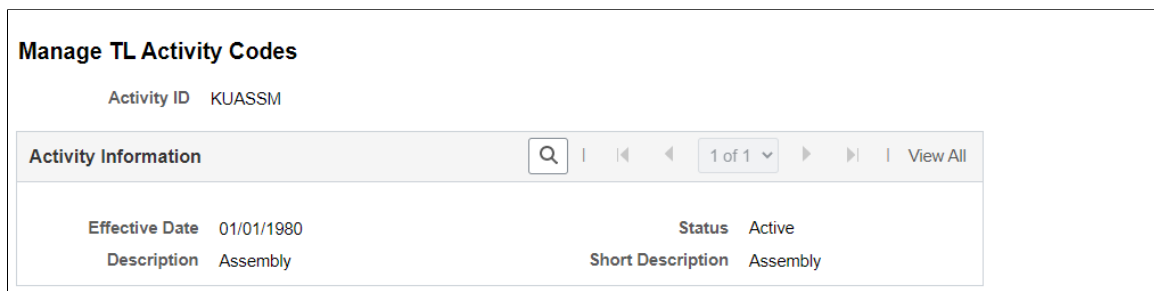 Manage TL Activity Codes
Activity ID KUASSM
Activity Information 1 of 1 View All
Effective Date 01/01/1980 Status Active
Description Assembly Short Description Assembly